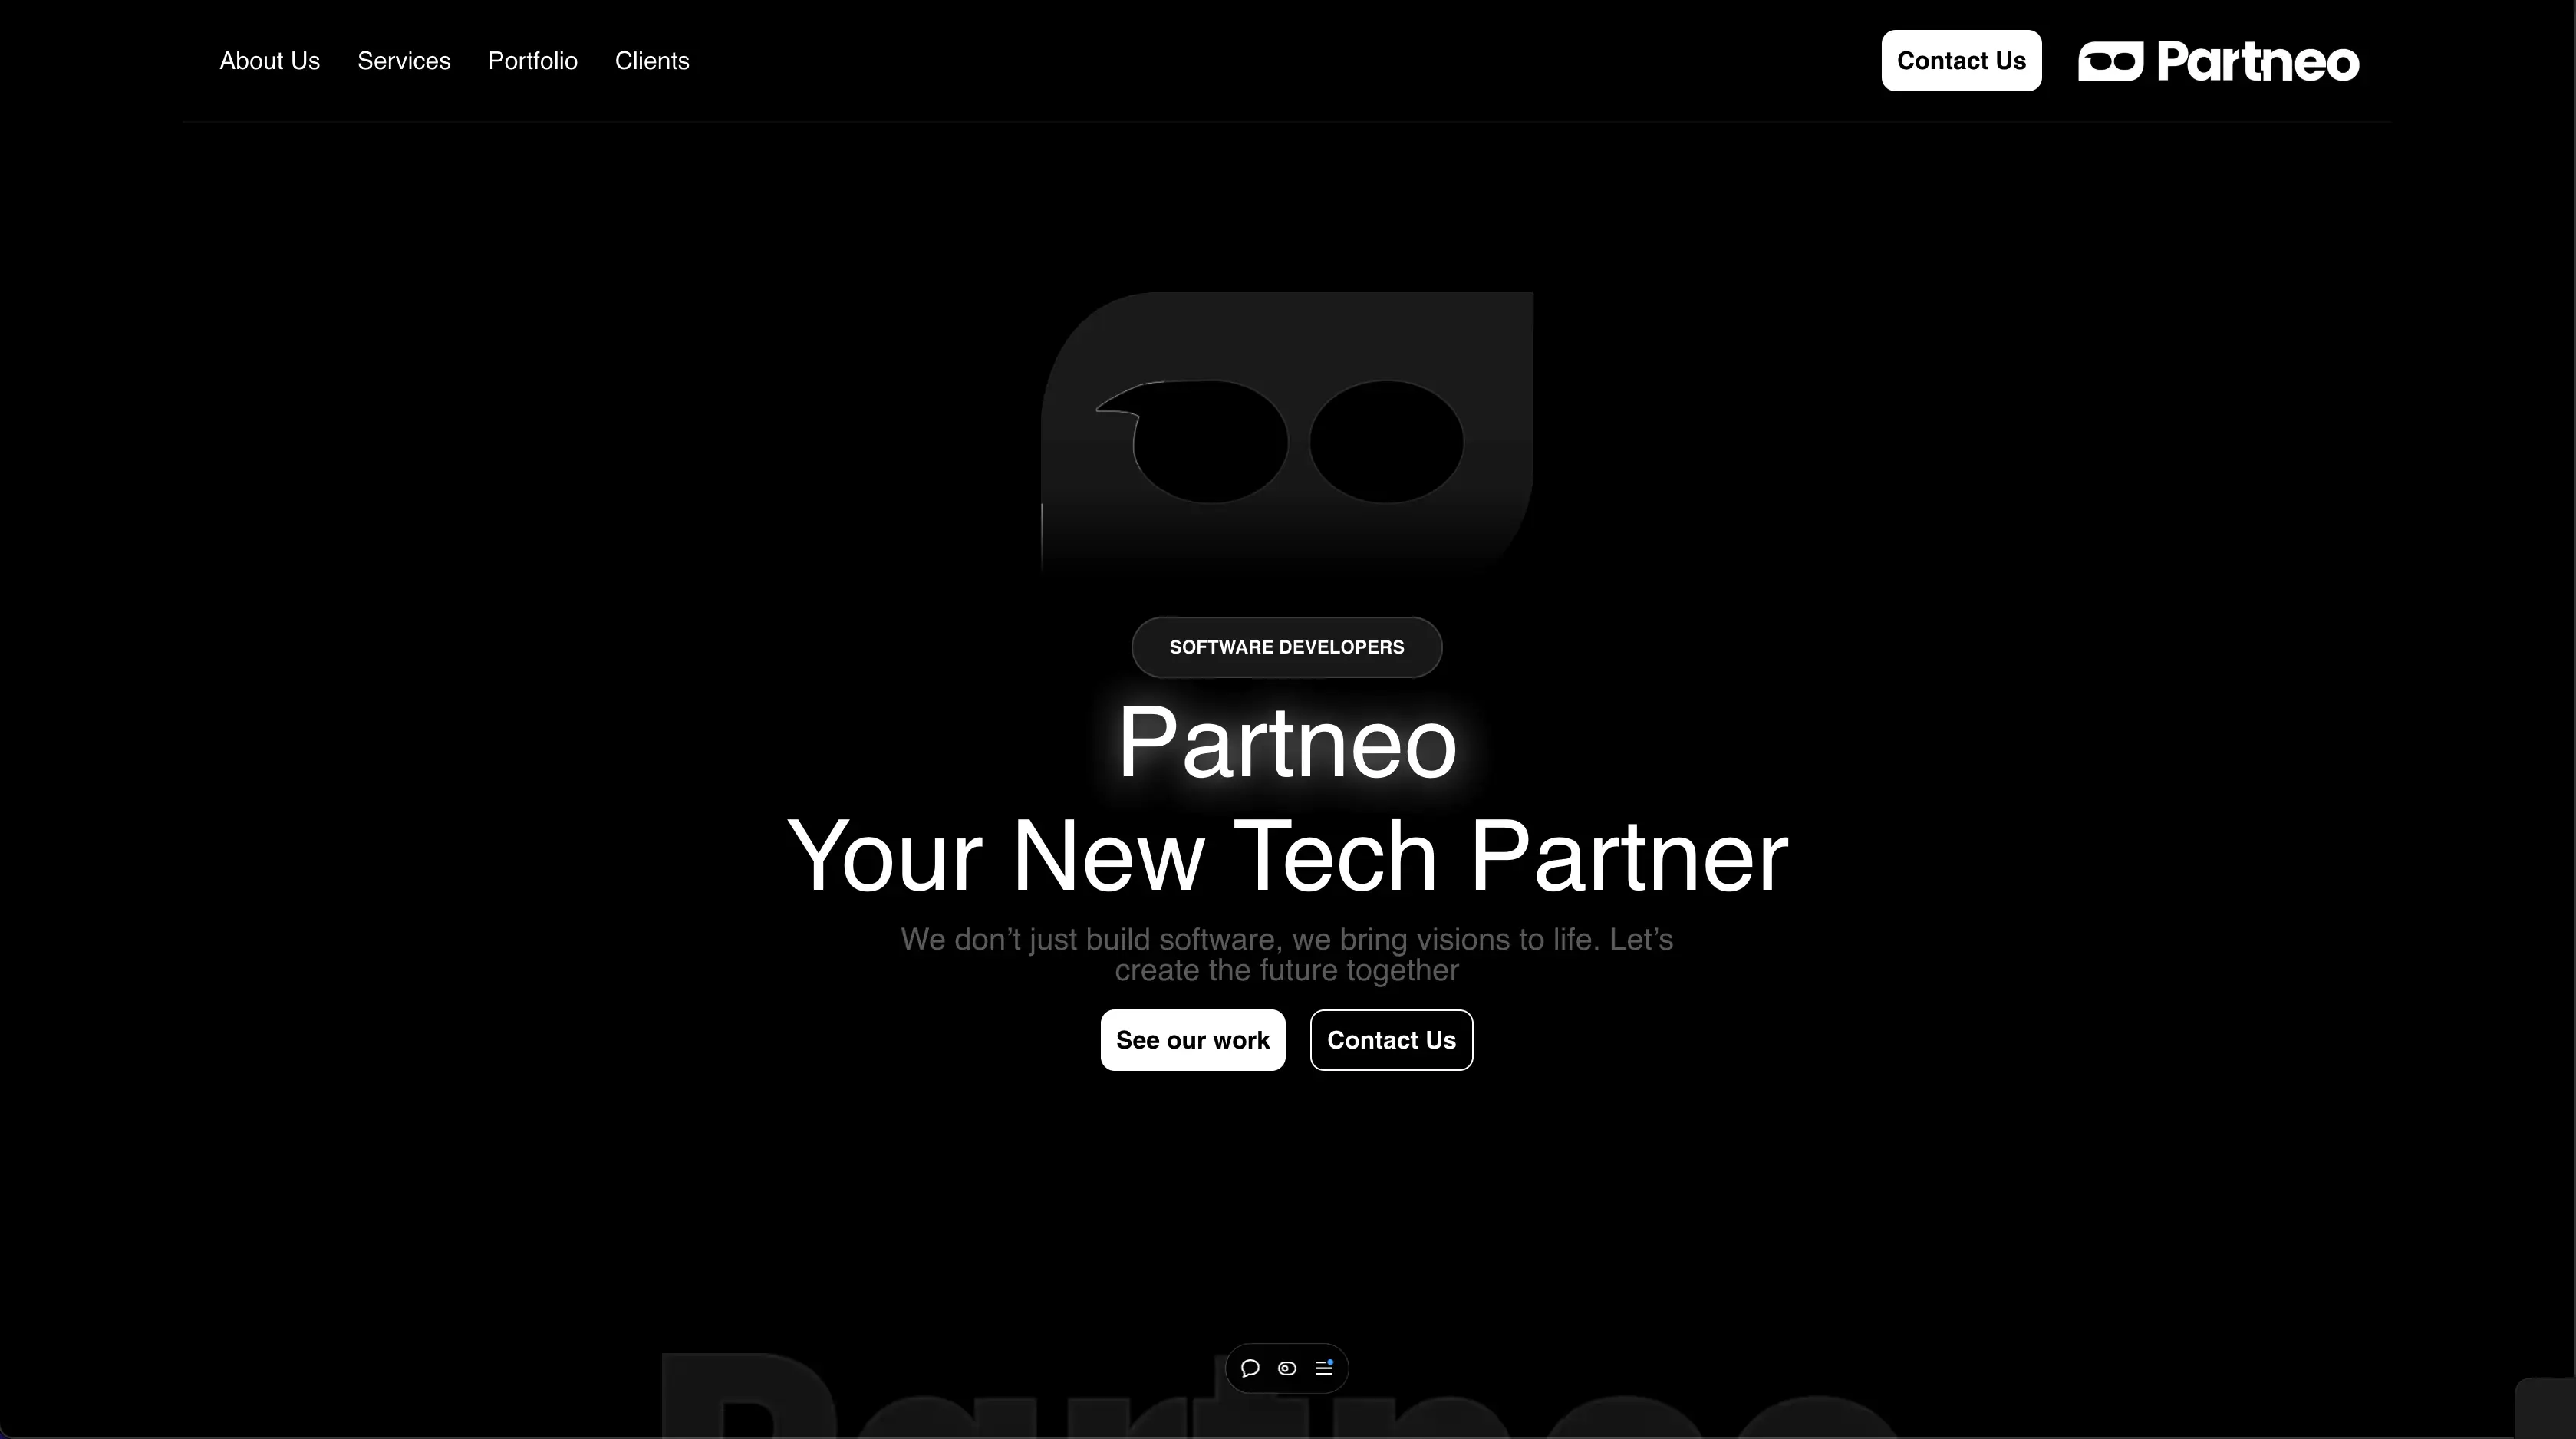 About Us Services Portfolio Clients Contact Us Partneo
SOFTWARE DEVELOPERS
Partneo
Your New Tech Partner
We don’t just build software, we bring visions to life. Let’s
create the future together
See our work Contact Us
Partneo